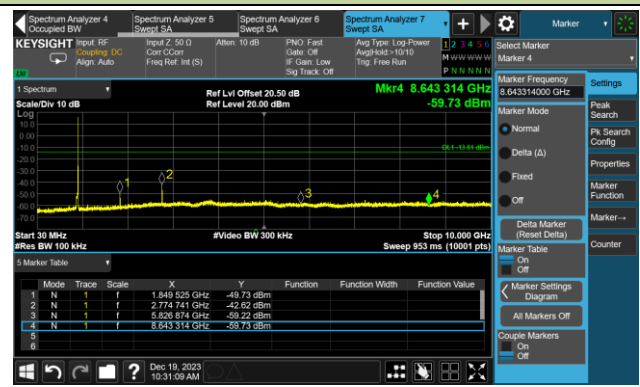 Spectrum Analyzer 4 Spectrum Analyzer 5 Spectrum Analyzer 6 Spectrum Analyzer 7
Occupied BW Swept SA Swept SA Swept SA
Marker
KEYSIGHT Input: RF Input Z: 50 Ω Atten: 10 dB PNO: Fast Avg Type: Log-Power 1 2 3 4 5 6
Coupling: DC Corr CCorr Gate: Off Avg|Hold:>10/10 M W W W W W
Align: Auto Freq Ref: Int (S) IF Gain: Low Trig: Free Run
Sig Track: Off P N N N N N
LXI
1 Spectrum
Ref Lvl Offset 20.50 dB Mkr4 8.643 314 GHz
Scale/Div 10 dB Ref Level 20.00 dBm -59.73 dBm
Log
10.0
0.00
-10.0
DL1 -13.51 dBm
-20.0
-30.0
-40.0
-50.0
-60.0
-70.0
1
2
3
4
Start 30 MHz #Video BW 300 kHz Stop 10.000 GHz
#Res BW 100 kHz Sweep 953 ms (10001 pts)
5 Marker Table
Mode Trace Scale X Y Function Function Width Function Value
1 N 1 f 1.849 525 GHz -49.73 dBm
2 N 1 f 2.774 741 GHz -42.62 dBm
3 N 1 f 5.826 874 GHz -59.22 dBm
4 N 1 f 8.643 314 GHz -59.73 dBm
5
6
Dec 19, 2023
10:31:09 AM
?
Select Marker
Marker 4
Marker Frequency
8.643314000 GHz
Marker Mode
Normal
Delta (Δ)
Fixed
Off
Delta Marker
(Reset Delta)
Marker Table
On
Off
Marker Settings
Diagram
All Markers Off
Couple Markers
On
Off
Settings
Peak
Search
Pk Search
Config
Properties
Marker
Function
Marker→
Counter